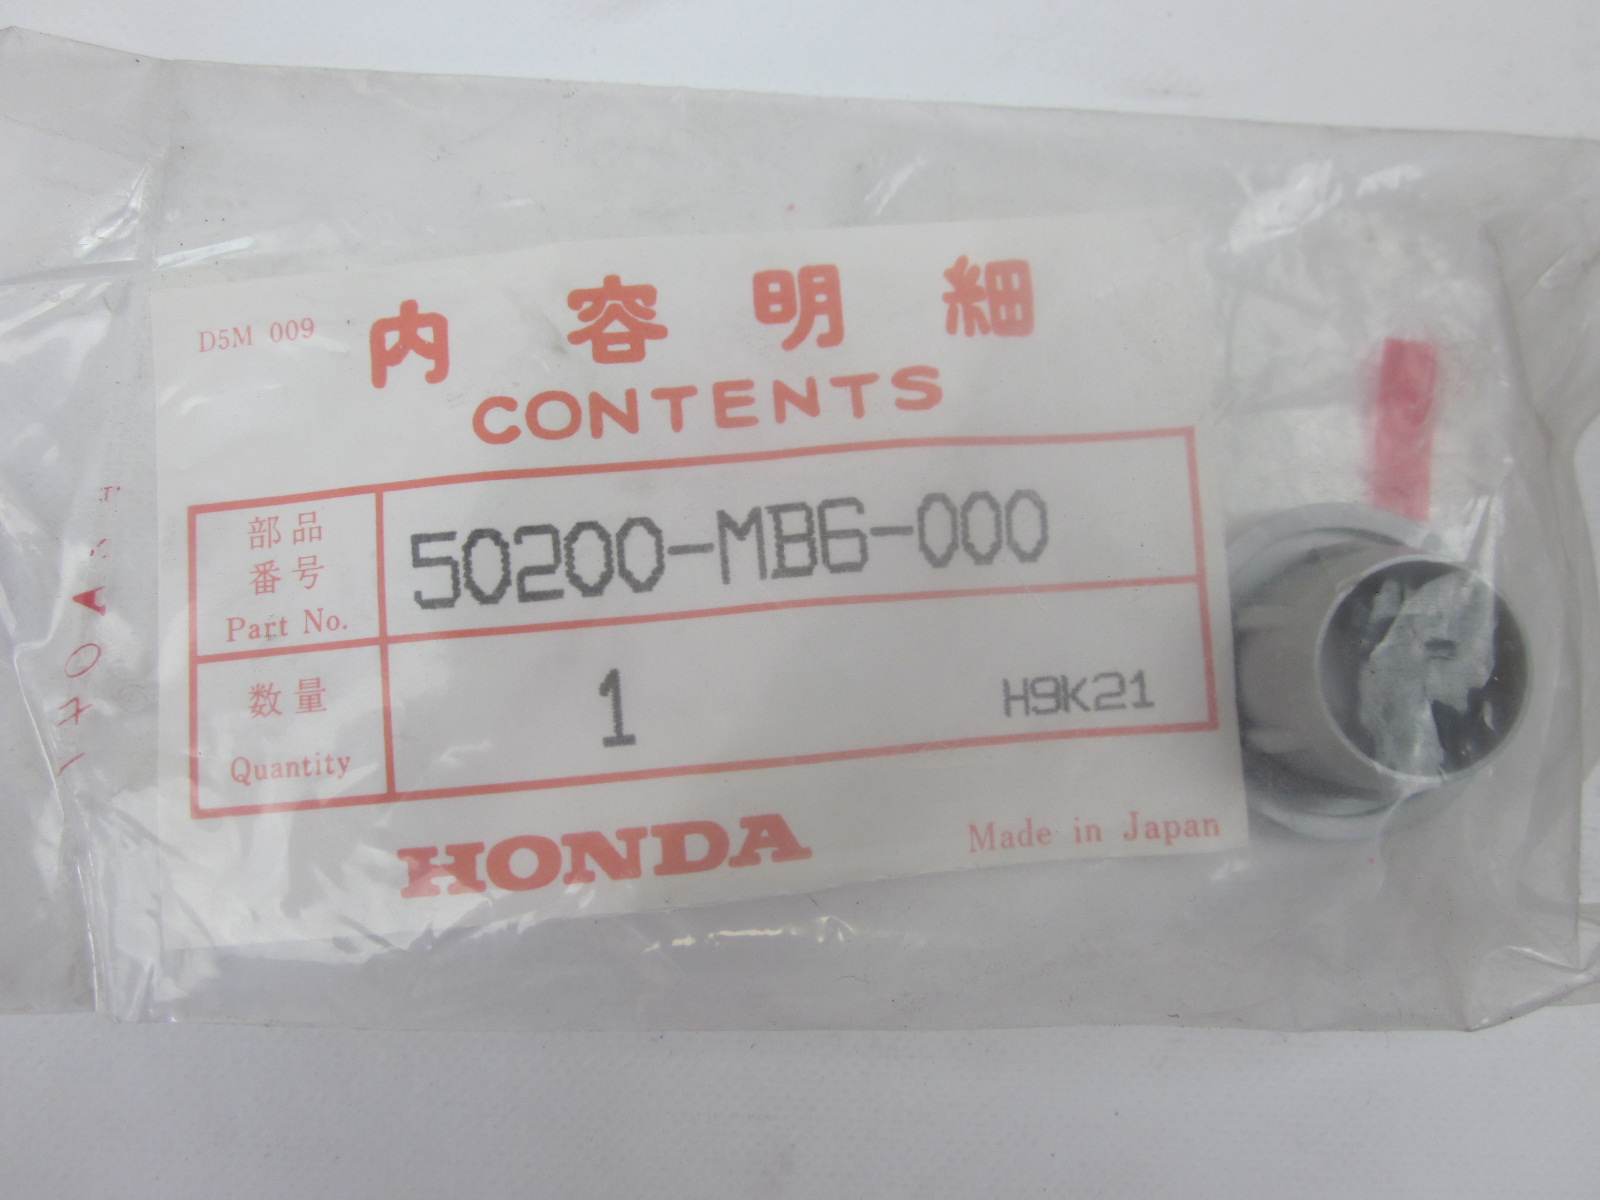 D5M 009
内容明細
CONTENTS
部品
番号
Part No.
50200-MB6-000
数量
Quantity
1
H9K21
HONDA
Made in Japan